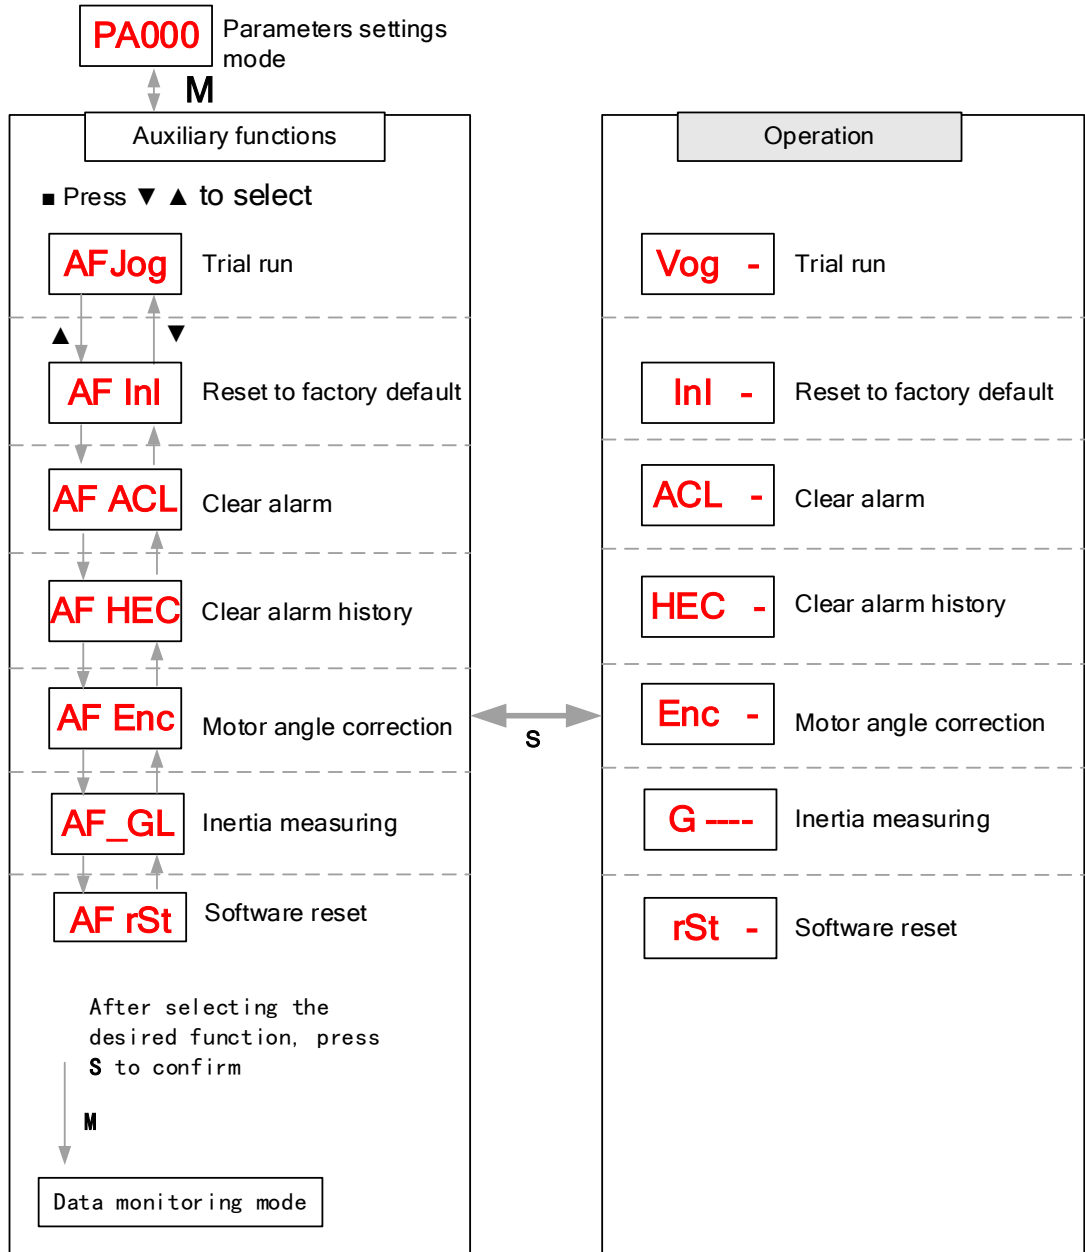 PA000
Parameters settings
mode
M
Auxiliary functions
■ Press ▼ ▲ to select
AFJog
Trial run
▲
▼
AF InI
Reset to factory default
AF ACL
Clear alarm
AF HEC
Clear alarm history
AF Enc
Motor angle correction
AF_GL
Inertia measuring
AF rSt
Software reset
After selecting the
desired function, press
S to confirm
M
Data monitoring mode
S
Operation
Vog -
Trial run
InI -
Reset to factory default
ACL -
Clear alarm
HEC -
Clear alarm history
Enc -
Motor angle correction
G ----
Inertia measuring
rSt -
Software reset